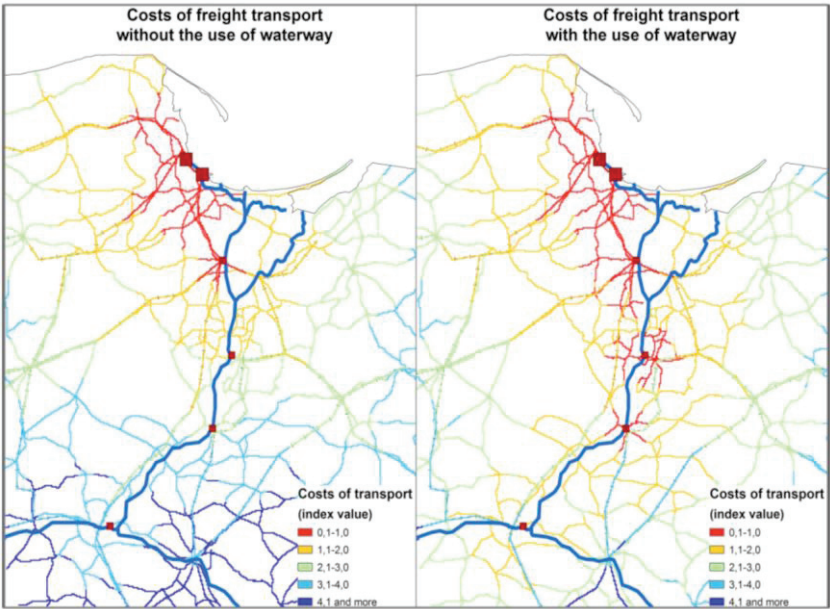 Costs of freight transport
without the use of waterway
Costs of transport
(index value)
0,1-1,0
1,1-2,0
2,1-3,0
3,1-4,0
4,1 and more
Costs of freight transport
with the use of waterway
Costs of transport
(index value)
0,1-1,0
1,1-2,0
2,1-3,0
3,1-4,0
4,1 and more